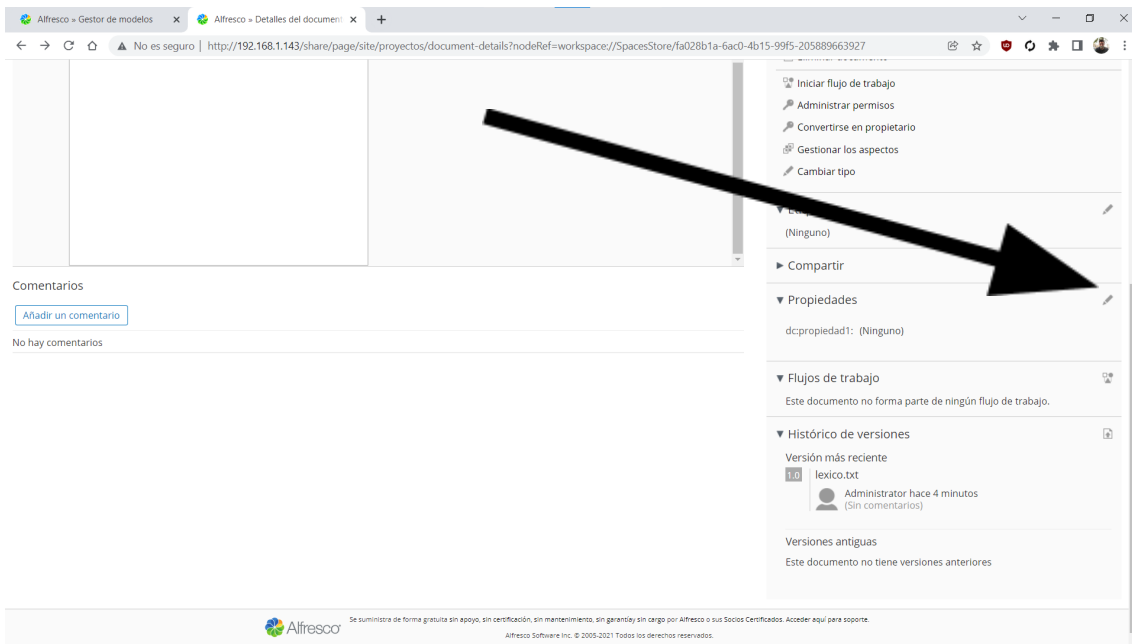 Alfresco » Gestor de modelos
Alfresco » Detalles del document
No es seguro | http://192.168.1.143/share/page/site/proyectos/document-details?nodeRef=workspace://SpacesStore/fa028b1a-6ac0-4b15-99f5-205889663927
Iniciar flujo de trabajo
Administrar permisos
Convertirse en propietario
Gestionar los aspectos
Cambiar tipo
(Ninguno)
Compartir
Comentarios
Propiedades
Añadir un comentario
dc:propiedad1: (Ninguno)
No hay comentarios
Flujos de trabajo
Este documento no forma parte de ningún flujo de trabajo.
Histórico de versiones
Versión más reciente
1.0 lexico.txt
Administrator hace 4 minutos
(Sin comentarios)
Versiones antiguas
Este documento no tiene versiones anteriores
Alfresco
Se suministra de forma gratuita sin apoyo, sin certificación, sin mantenimiento, sin garantíay sin cargo por Alfresco o sus Socios Certificados. Acceder aquí para soporte.
Alfresco Software Inc. © 2005-2021 Todos los derechos reservados.